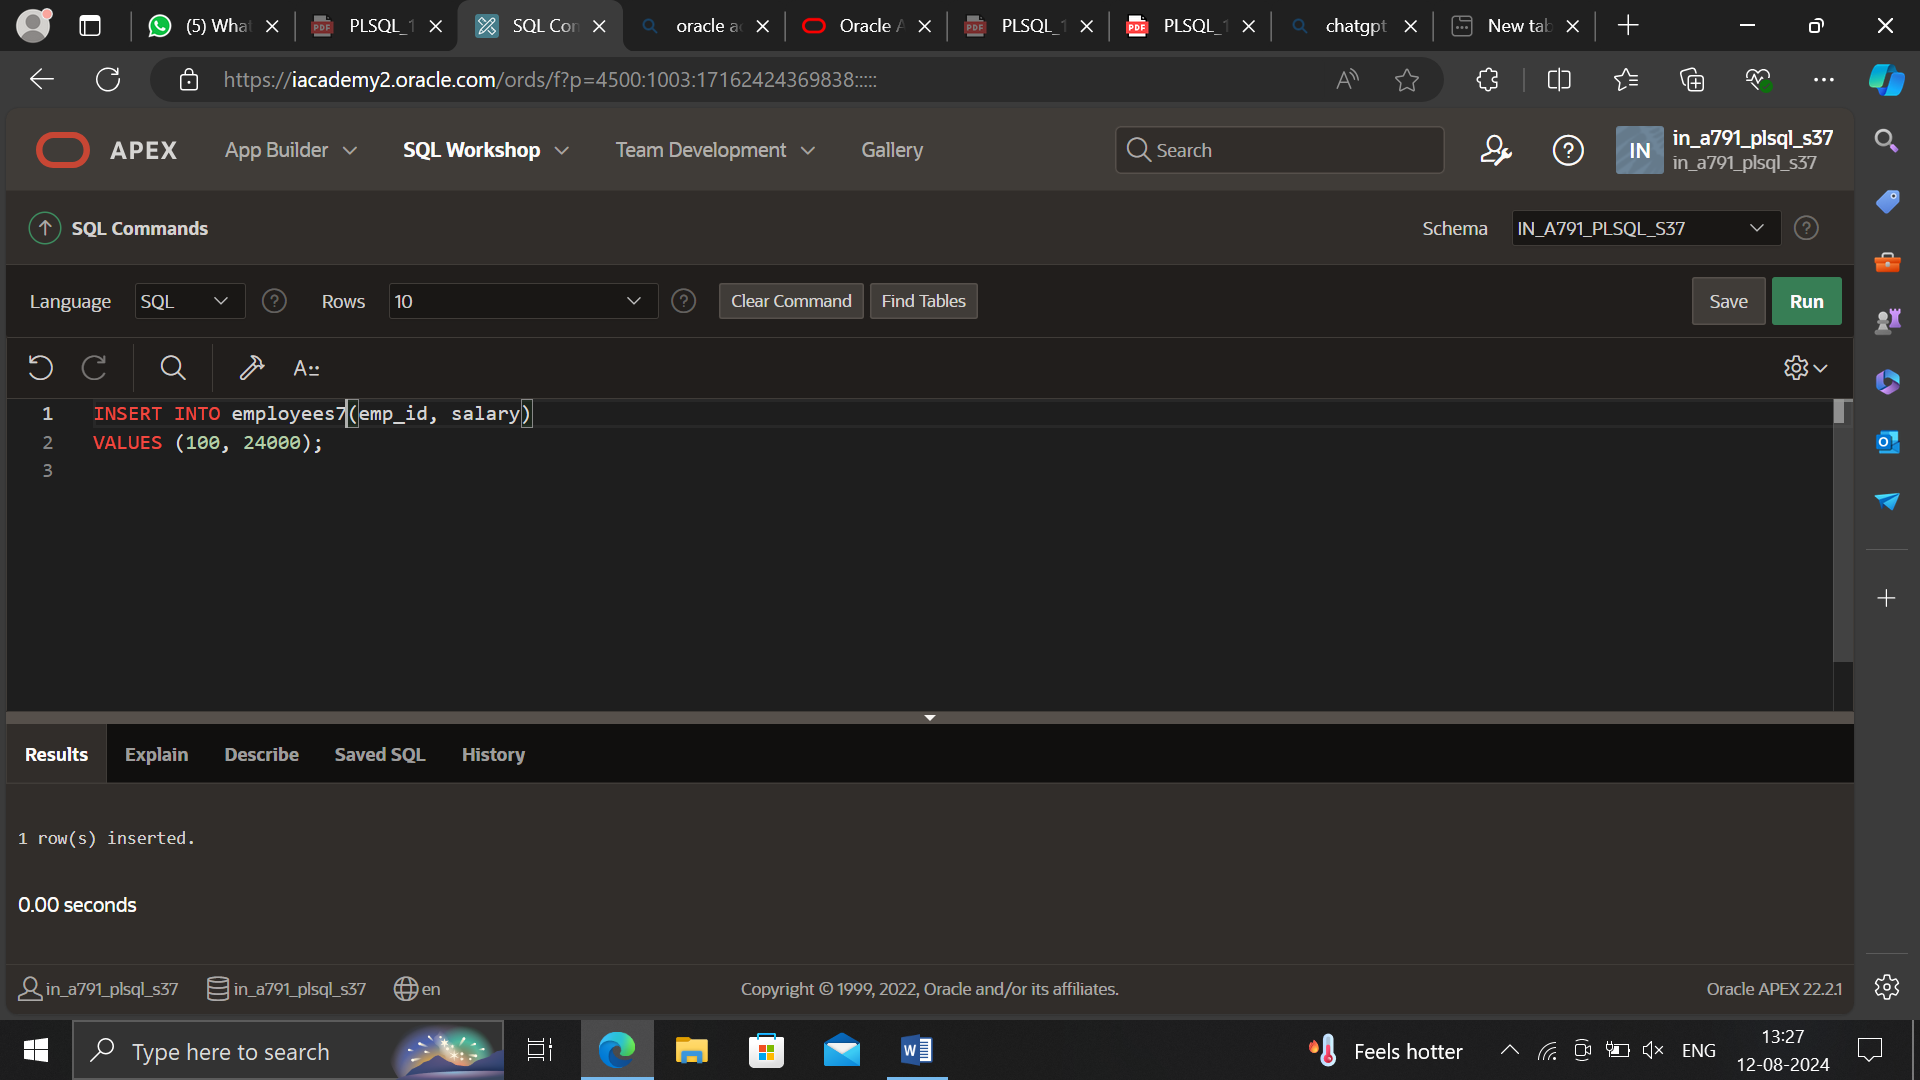 (5) What
PLSQL_1
SQL Con
oracle a
Oracle A
PLSQL_1
PLSQL_1
chatgpt
New tab
https://iacademy2.oracle.com/ords/f?p=4500:1003:17162424369838:::::
APEX
App Builder
SQL Workshop
Team Development
Gallery
Search
IN
in_a791_plsql_s37
in_a791_plsql_s37
SQL Commands
Schema
IN_A791_PLSQL_S37
Language
SQL
Rows
10
Clear Command
Find Tables
Save
Run
1 INSERT INTO employees7(emp_id, salary)
2 VALUES (100, 24000);
3
Results
Explain
Describe
Saved SQL
History
1 row(s) inserted.
0.00 seconds
in_a791_plsql_s37
in_a791_plsql_s37
en
Copyright © 1999, 2022, Oracle and/or its affiliates.
Oracle APEX 22.2.1
Type here to search
Feels hotter
ENG
13:27
12-08-2024